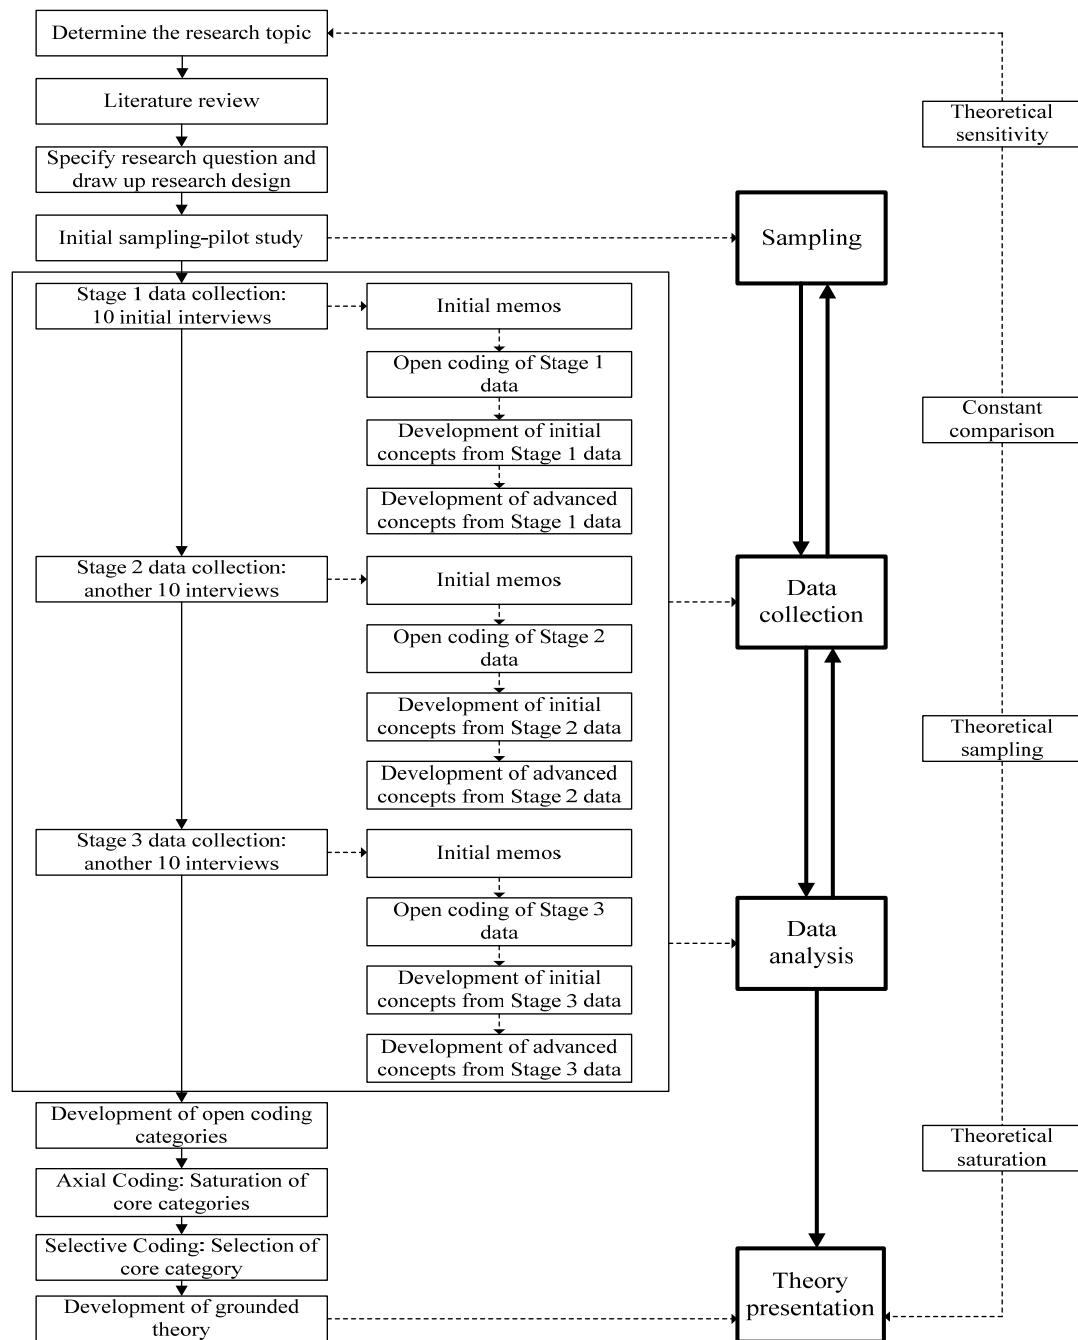 Determine the research topic
Literature review
Specify research question and
draw up research design
Initial sampling-pilot study
Stage 1 data collection:
10 initial interviews
Initial memos
Open coding of Stage 1
data
Development of initial
concepts from Stage 1 data
Development of advanced
concepts from Stage 1 data
Stage 2 data collection:
another 10 interviews
Initial memos
Open coding of Stage 2
data
Development of initial
concepts from Stage 2 data
Development of advanced
concepts from Stage 2 data
Stage 3 data collection:
another 10 interviews
Initial memos
Open coding of Stage 3
data
Development of initial
concepts from Stage 3 data
Development of advanced
concepts from Stage 3 data
Development of open coding
categories
Axial Coding: Saturation of
core categories
Selective Coding: Selection of
core category
Development of grounded
theory
Sampling
Data
collection
Data
analysis
Theory
presentation
Theoretical
sensitivity
Constant
comparison
Theoretical
sampling
Theoretical
saturation